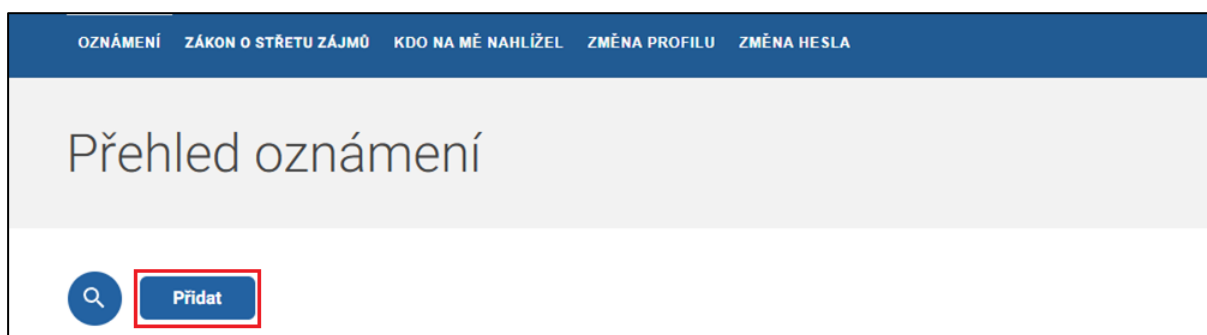 OZNÁMENÍ ZÁKON O STŘETU ZÁJMŮ KDO NA MĚ NAHLÍŽEL ZMĚNA PROFILU ZMĚNA HESLA
Přehled oznámení
Přidat